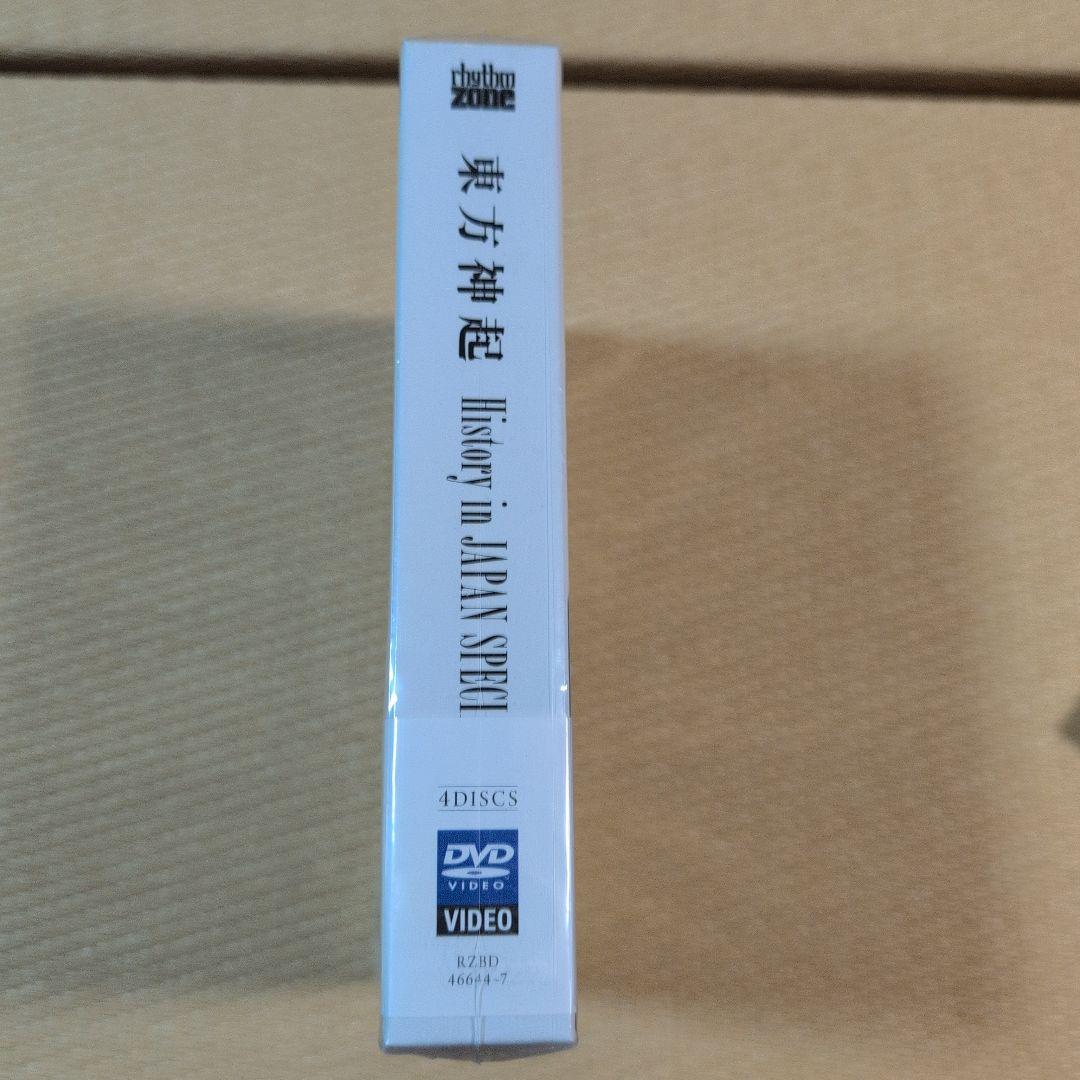 rhythm
zone
東方神起 History in JAPAN SPECI
4DISCS
DVD
VIDEO
VIDEO
RZBD
46644~7